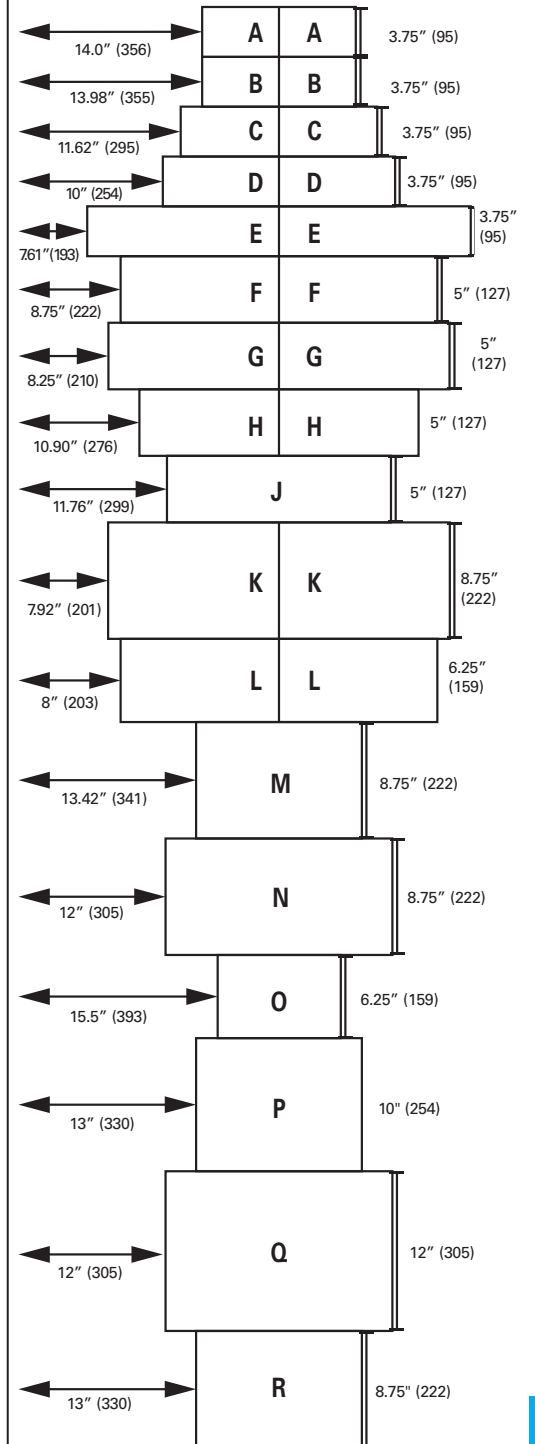 A A
3.75” (95)
14.0” (356)
B B
3.75” (95)
13.98” (355)
C C
3.75” (95)
11.62” (295)
D D
3.75” (95)
10” (254)
E E
3.75”
(95)
7.61”(193)
F F
5” (127)
8.75” (222)
G G
5”
(127)
8.25” (210)
H H
5” (127)
10.90” (276)
J
5” (127)
11.76” (299)
K K
8.75”
(222)
7.92” (201)
L L
6.25”
(159)
8” (203)
M
8.75” (222)
13.42” (341)
N
8.75” (222)
12” (305)
O
6.25” (159)
15.5” (393)
P
10" (254)
13” (330)
Q
12” (305)
12” (305)
R
8.75" (222)
13” (330)